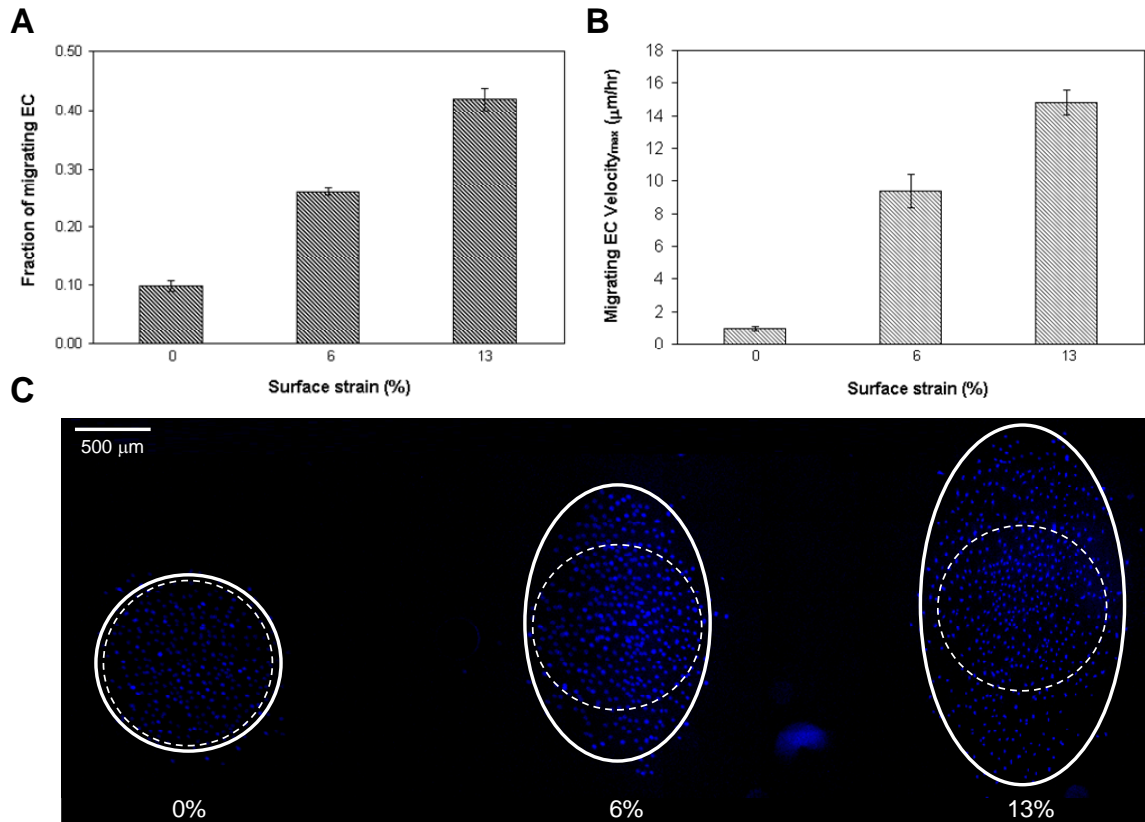 A
Fraction of migrating EC
0.50
0.40
0.30
0.20
0.10
0.00
0 6 13
Surface strain (%)
B
Migrating EC Velocitymax (μm/hr)
18
16
14
12
10
8
6
4
2
0
0 6 13
Surface strain (%)
C
500 μm
0% 6% 13%